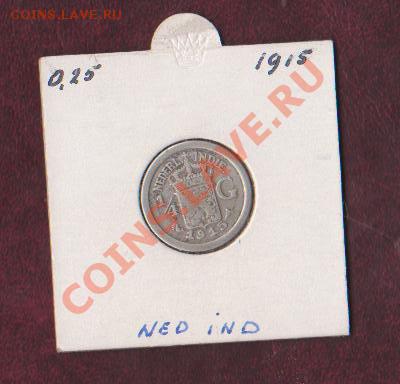 COINS.LAVE.RU
0,25 1915
NEDERL INDIE
¼ G
1915
COINS.LAVE.RU
NED iND